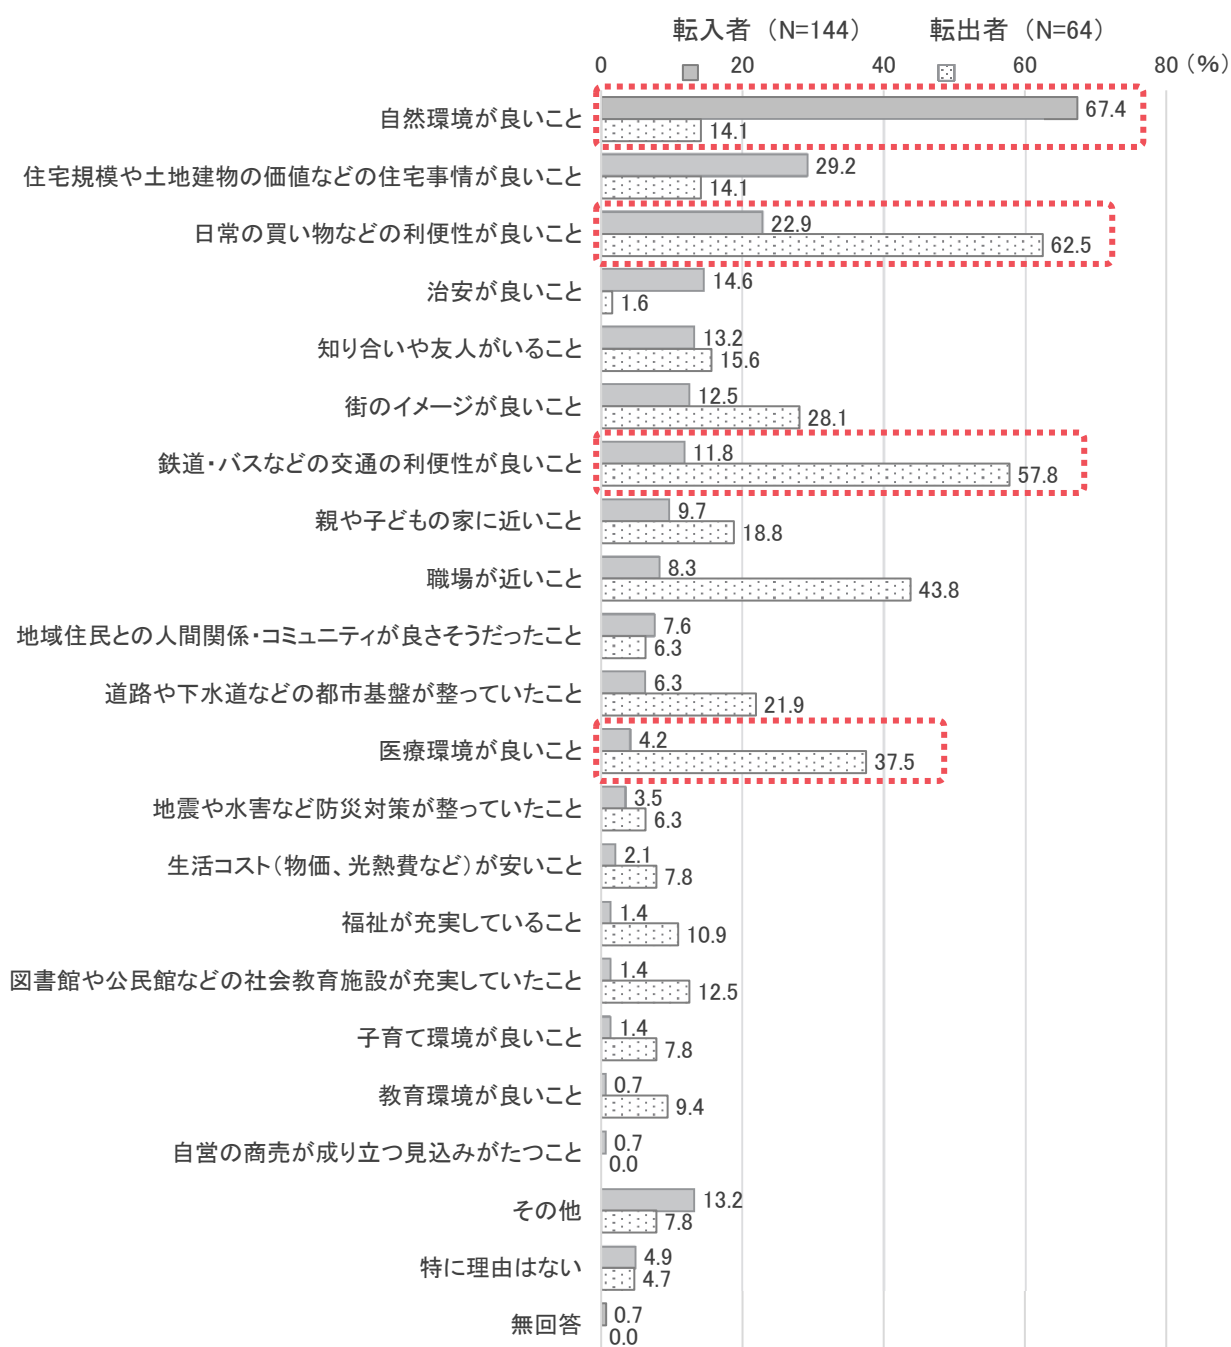 転入者（N=144） 転出者（N=64）
0 20 40 60 80（%）
自然環境が良いこと 67.4
14.1
住宅規模や土地建物の価値などの住宅事情が良いこと 29.2
14.1
日常の買い物などの利便性が良いこと 22.9
62.5
治安が良いこと 14.6
1.6
知り合いや友人がいること 13.2
15.6
街のイメージが良いこと 12.5
28.1
鉄道・バスなどの交通の利便性が良いこと 11.8
57.8
親や子どもの家に近いこと 9.7
18.8
職場が近いこと 8.3
43.8
地域住民との人間関係・コミュニティが良さそうだったこと 7.6
6.3
道路や下水道などの都市基盤が整っていたこと 6.3
21.9
医療環境が良いこと 4.2
37.5
地震や水害など防災対策が整っていたこと 3.5
6.3
生活コスト（物価、光熱費など）が安いこと 2.1
7.8
福祉が充実していること 1.4
10.9
図書館や公民館などの社会教育施設が充実していたこと 1.4
12.5
子育て環境が良いこと 1.4
7.8
教育環境が良いこと 0.7
9.4
自営の商売が成り立つ見込みがたつこと 0.7
0.0
その他 13.2
7.8
特に理由はない 4.9
4.7
無回答 0.7
0.0